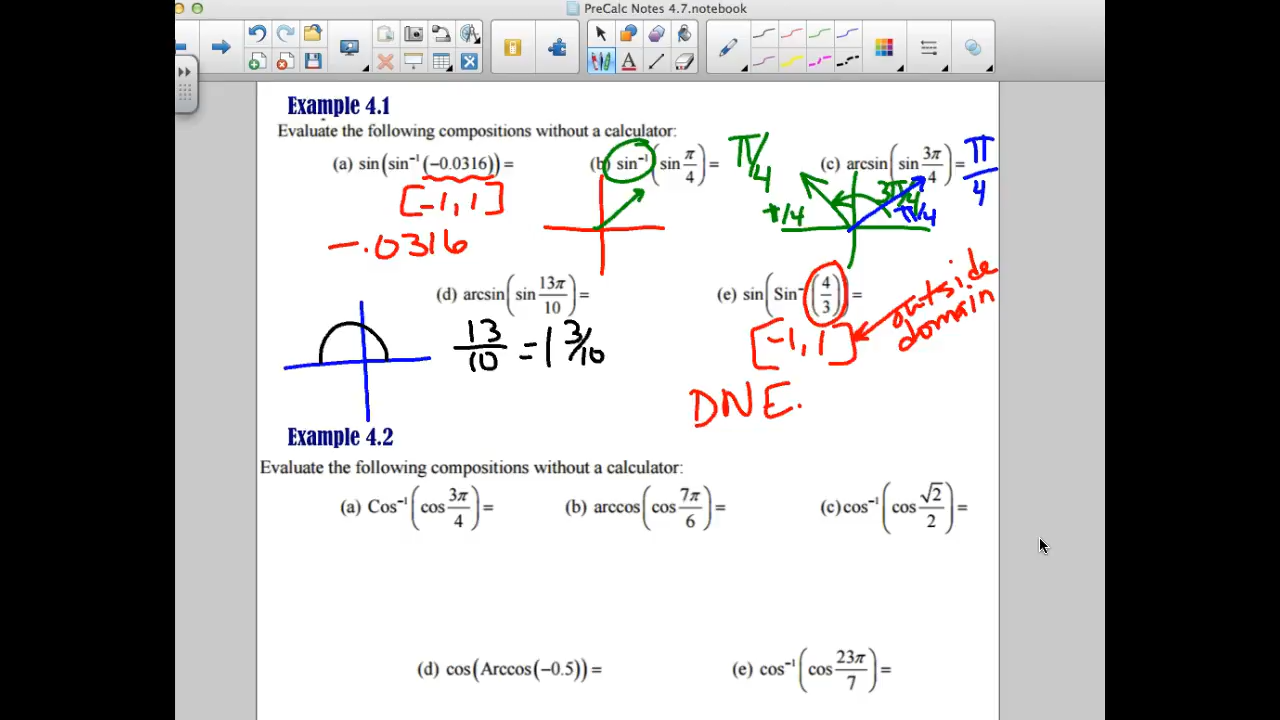 PreCalc Notes 4.7.notebook
Example 4.1
Evaluate the following compositions without a calculator:
(a) sin(sin⁻¹(−0.0316)) =
[-1, 1]
-.0316
(b) sin⁻¹(sin π/4) = π/4
(c) arcsin(sin 3π/4) = π/4
3π/4
π/4
π/4
(d) arcsin(sin 13π/10) =
13/10 = 1 3/10
(e) sin(Sin⁻(4/3)) =
[-1, 1]
outside
domain
DNE.
Example 4.2
Evaluate the following compositions without a calculator:
(a) Cos⁻¹(cos 3π/4) =
(b) arccos(cos 7π/6) =
(c) cos⁻¹(cos √2/2) =
(d) cos(Arccos(−0.5)) =
(e) cos⁻¹(cos 23π/7) =